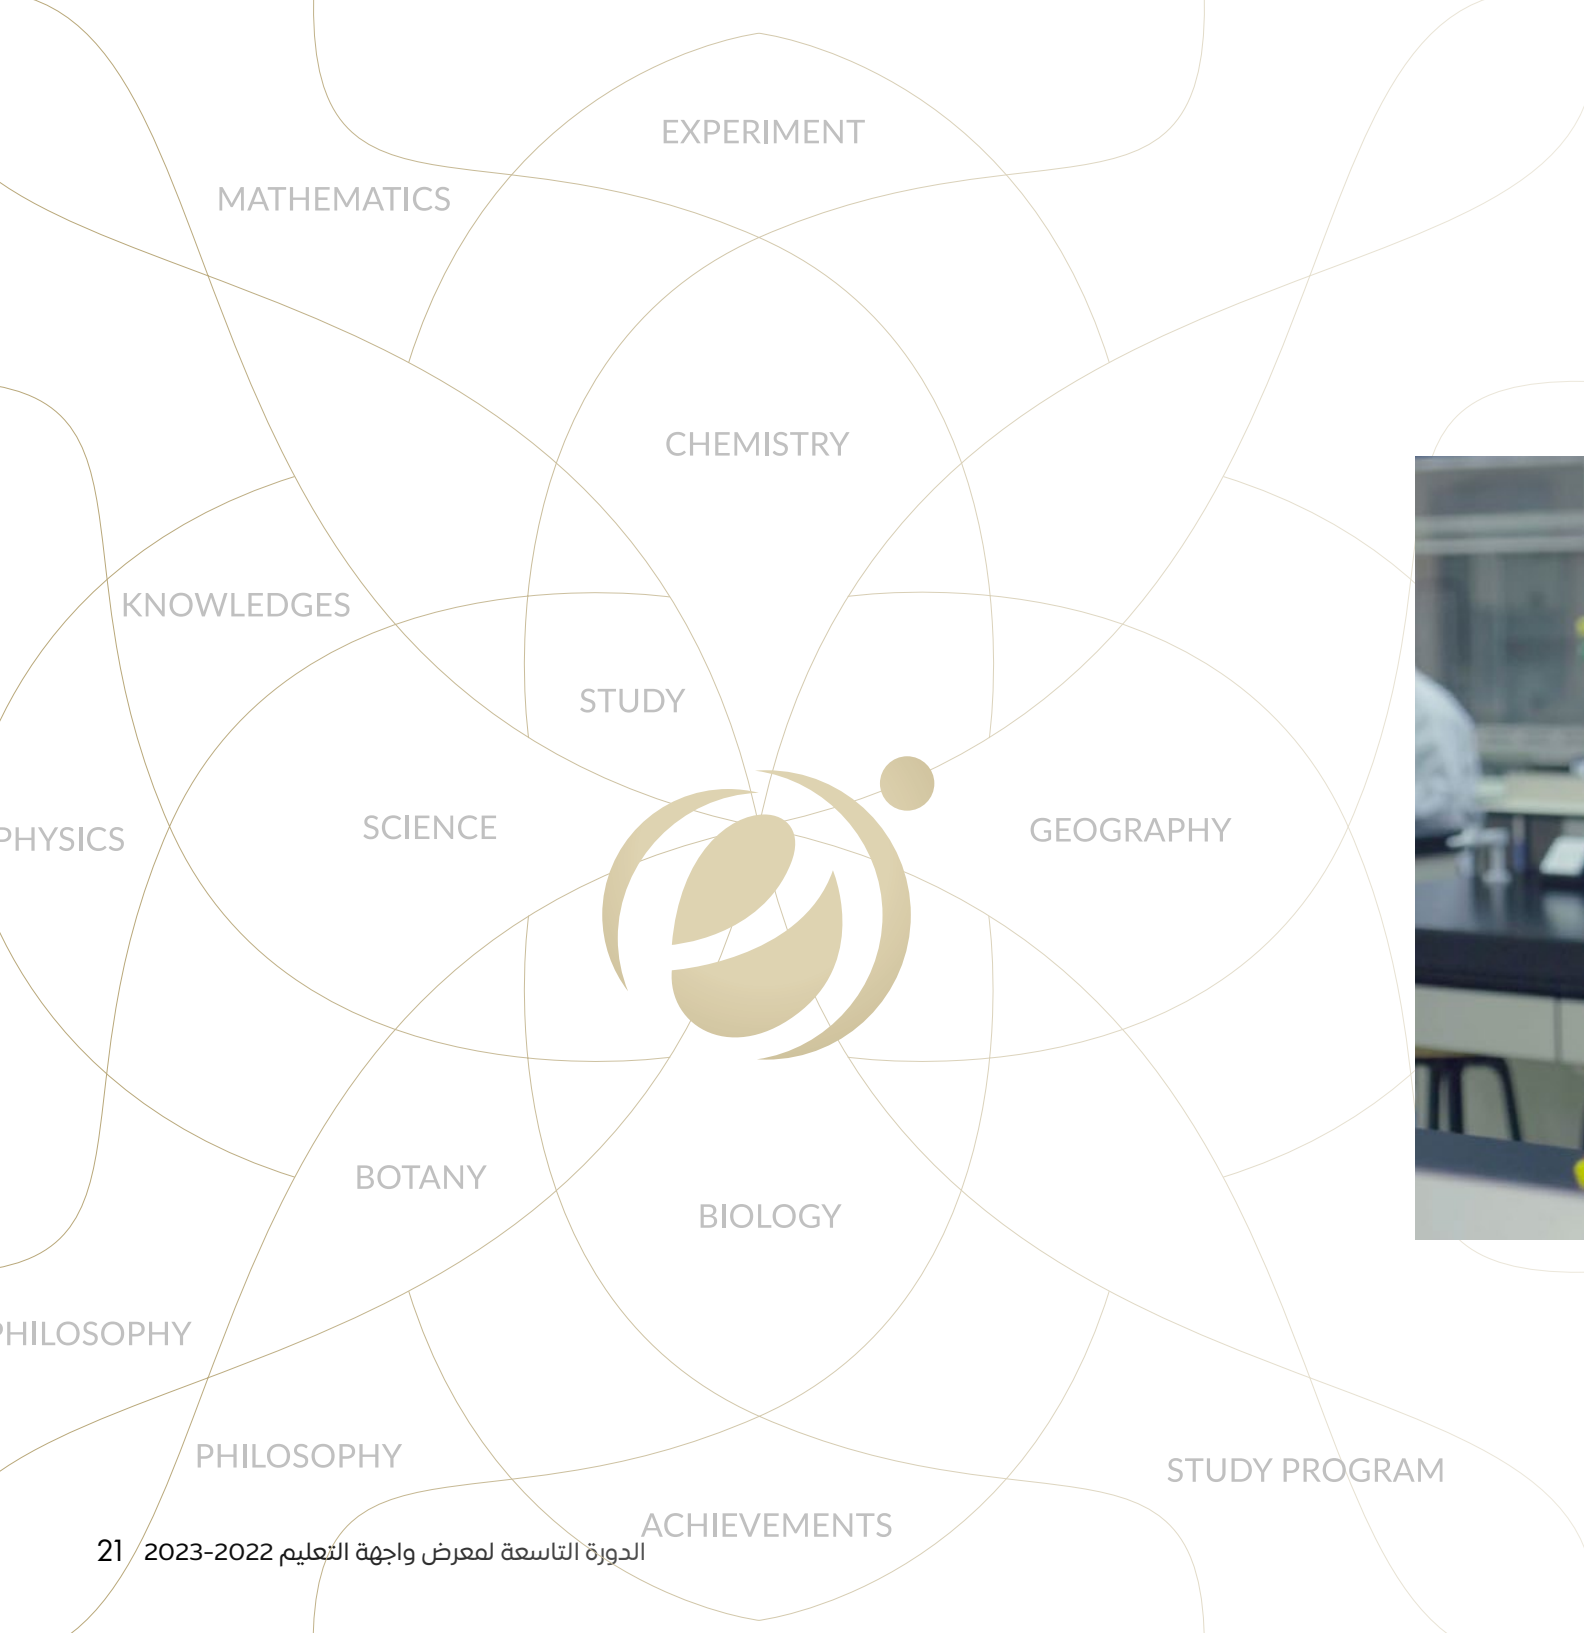 EXPERIMENT
MATHEMATICS
CHEMISTRY
KNOWLEDGES
STUDY
SCIENCE
GEOGRAPHY
PHYSICS
BOTANY
BIOLOGY
PHILOSOPHY
PHILOSOPHY
STUDY PROGRAM
ACHIEVEMENTS
الدورة التاسعة لمعرض واجهة التعليم 2022-2023 21